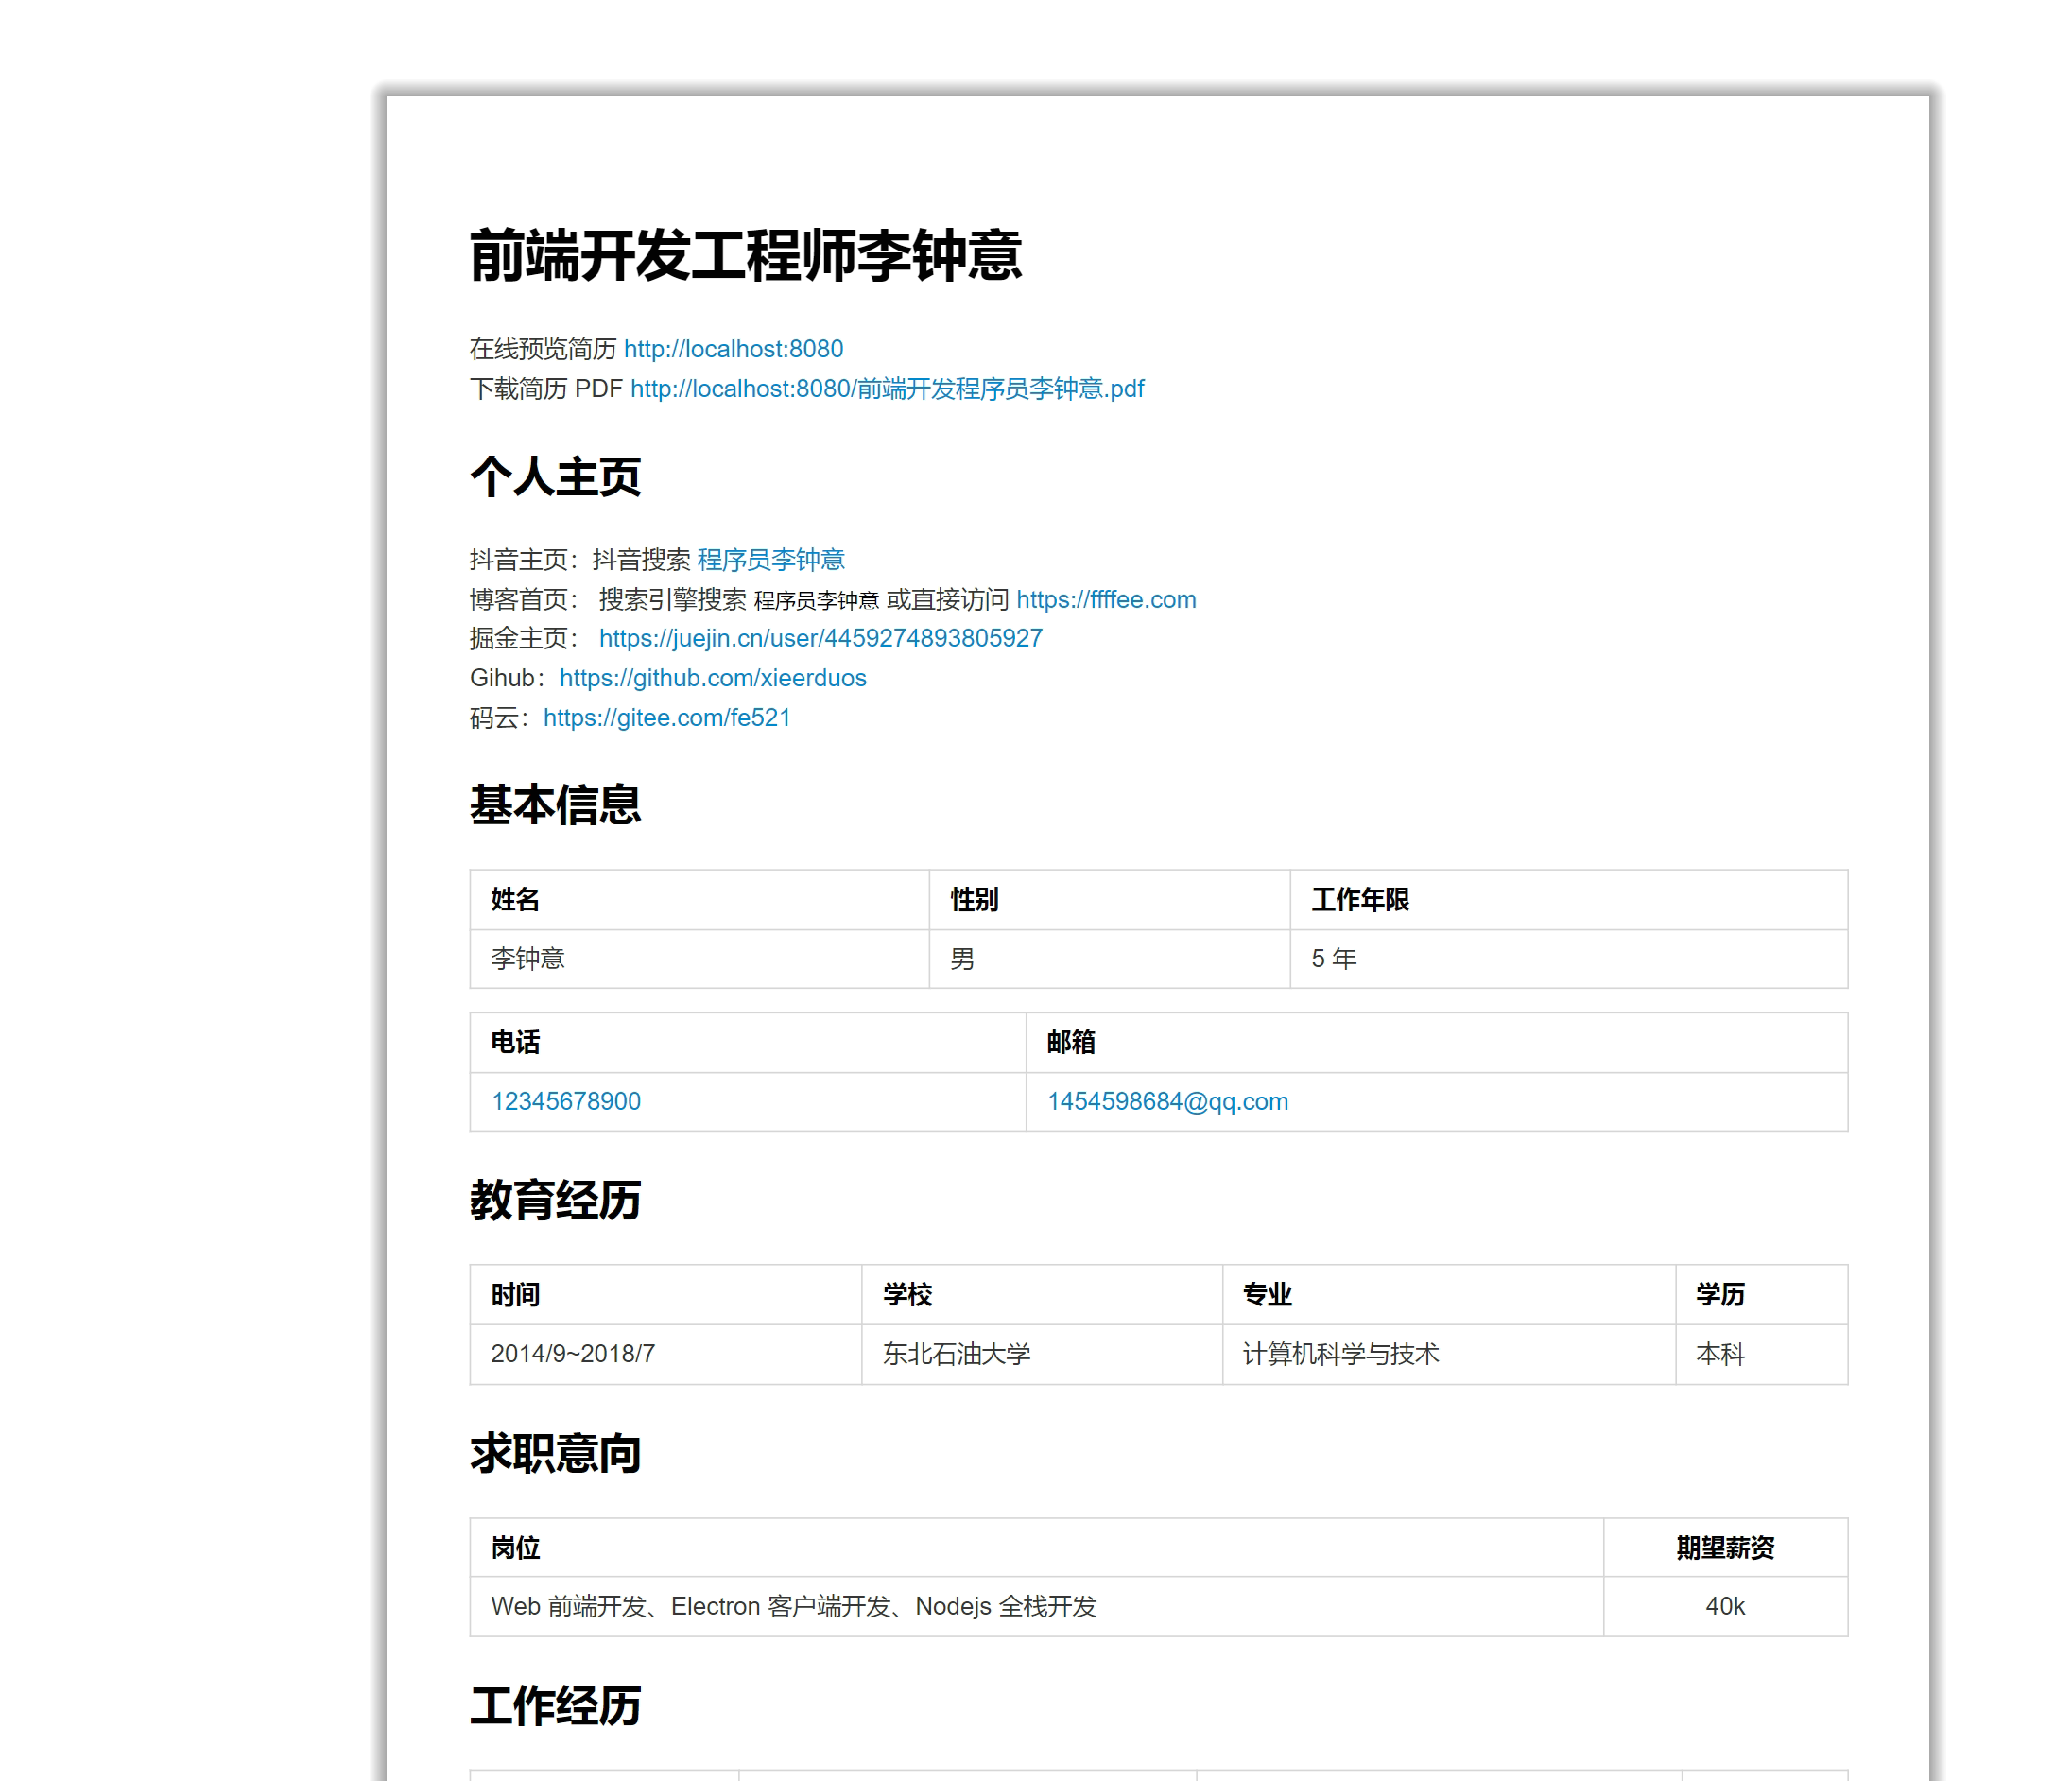 前端开发工程师李钟意
在线预览简历 http://localhost:8080
下载简历 PDF http://localhost:8080/前端开发程序员李钟意.pdf
个人主页
抖音主页：抖音搜索 程序员李钟意
博客首页： 搜索引擎搜索 程序员李钟意 或直接访问 https://ffffee.com
掘金主页： https://juejin.cn/user/4459274893805927
Gihub：https://github.com/xieerduos
码云：https://gitee.com/fe521
基本信息
姓名 性别 工作年限
李钟意 男 5 年
电话 邮箱
12345678900 1454598684@qq.com
教育经历
时间 学校 专业 学历
2014/9~2018/7 东北石油大学 计算机科学与技术 本科
求职意向
岗位 期望薪资
Web 前端开发、Electron 客户端开发、Nodejs 全栈开发 40k
工作经历